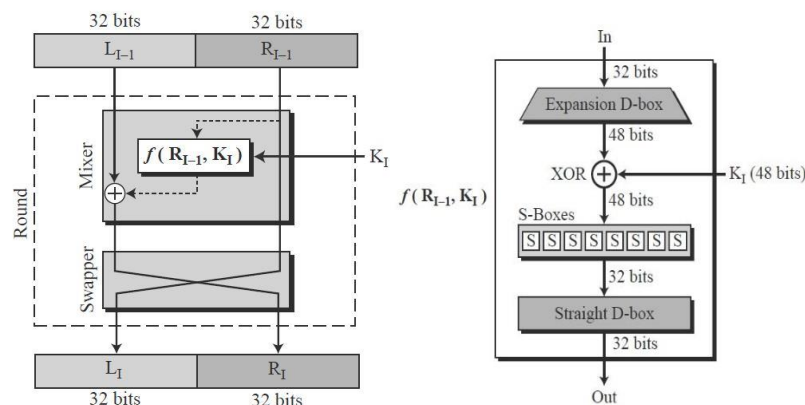 32 bits 32 bits
L_{I–1} R_{I–1}
Round
Mixer
f( R_{I–1}, K_I )
K_I
Swapper
L_I R_I
32 bits 32 bits
In
32 bits
Expansion D-box
48 bits
XOR
K_I (48 bits)
f( R_{I–1}, K_I )
48 bits
S-Boxes
S S S S S S S S
32 bits
Straight D-box
32 bits
Out